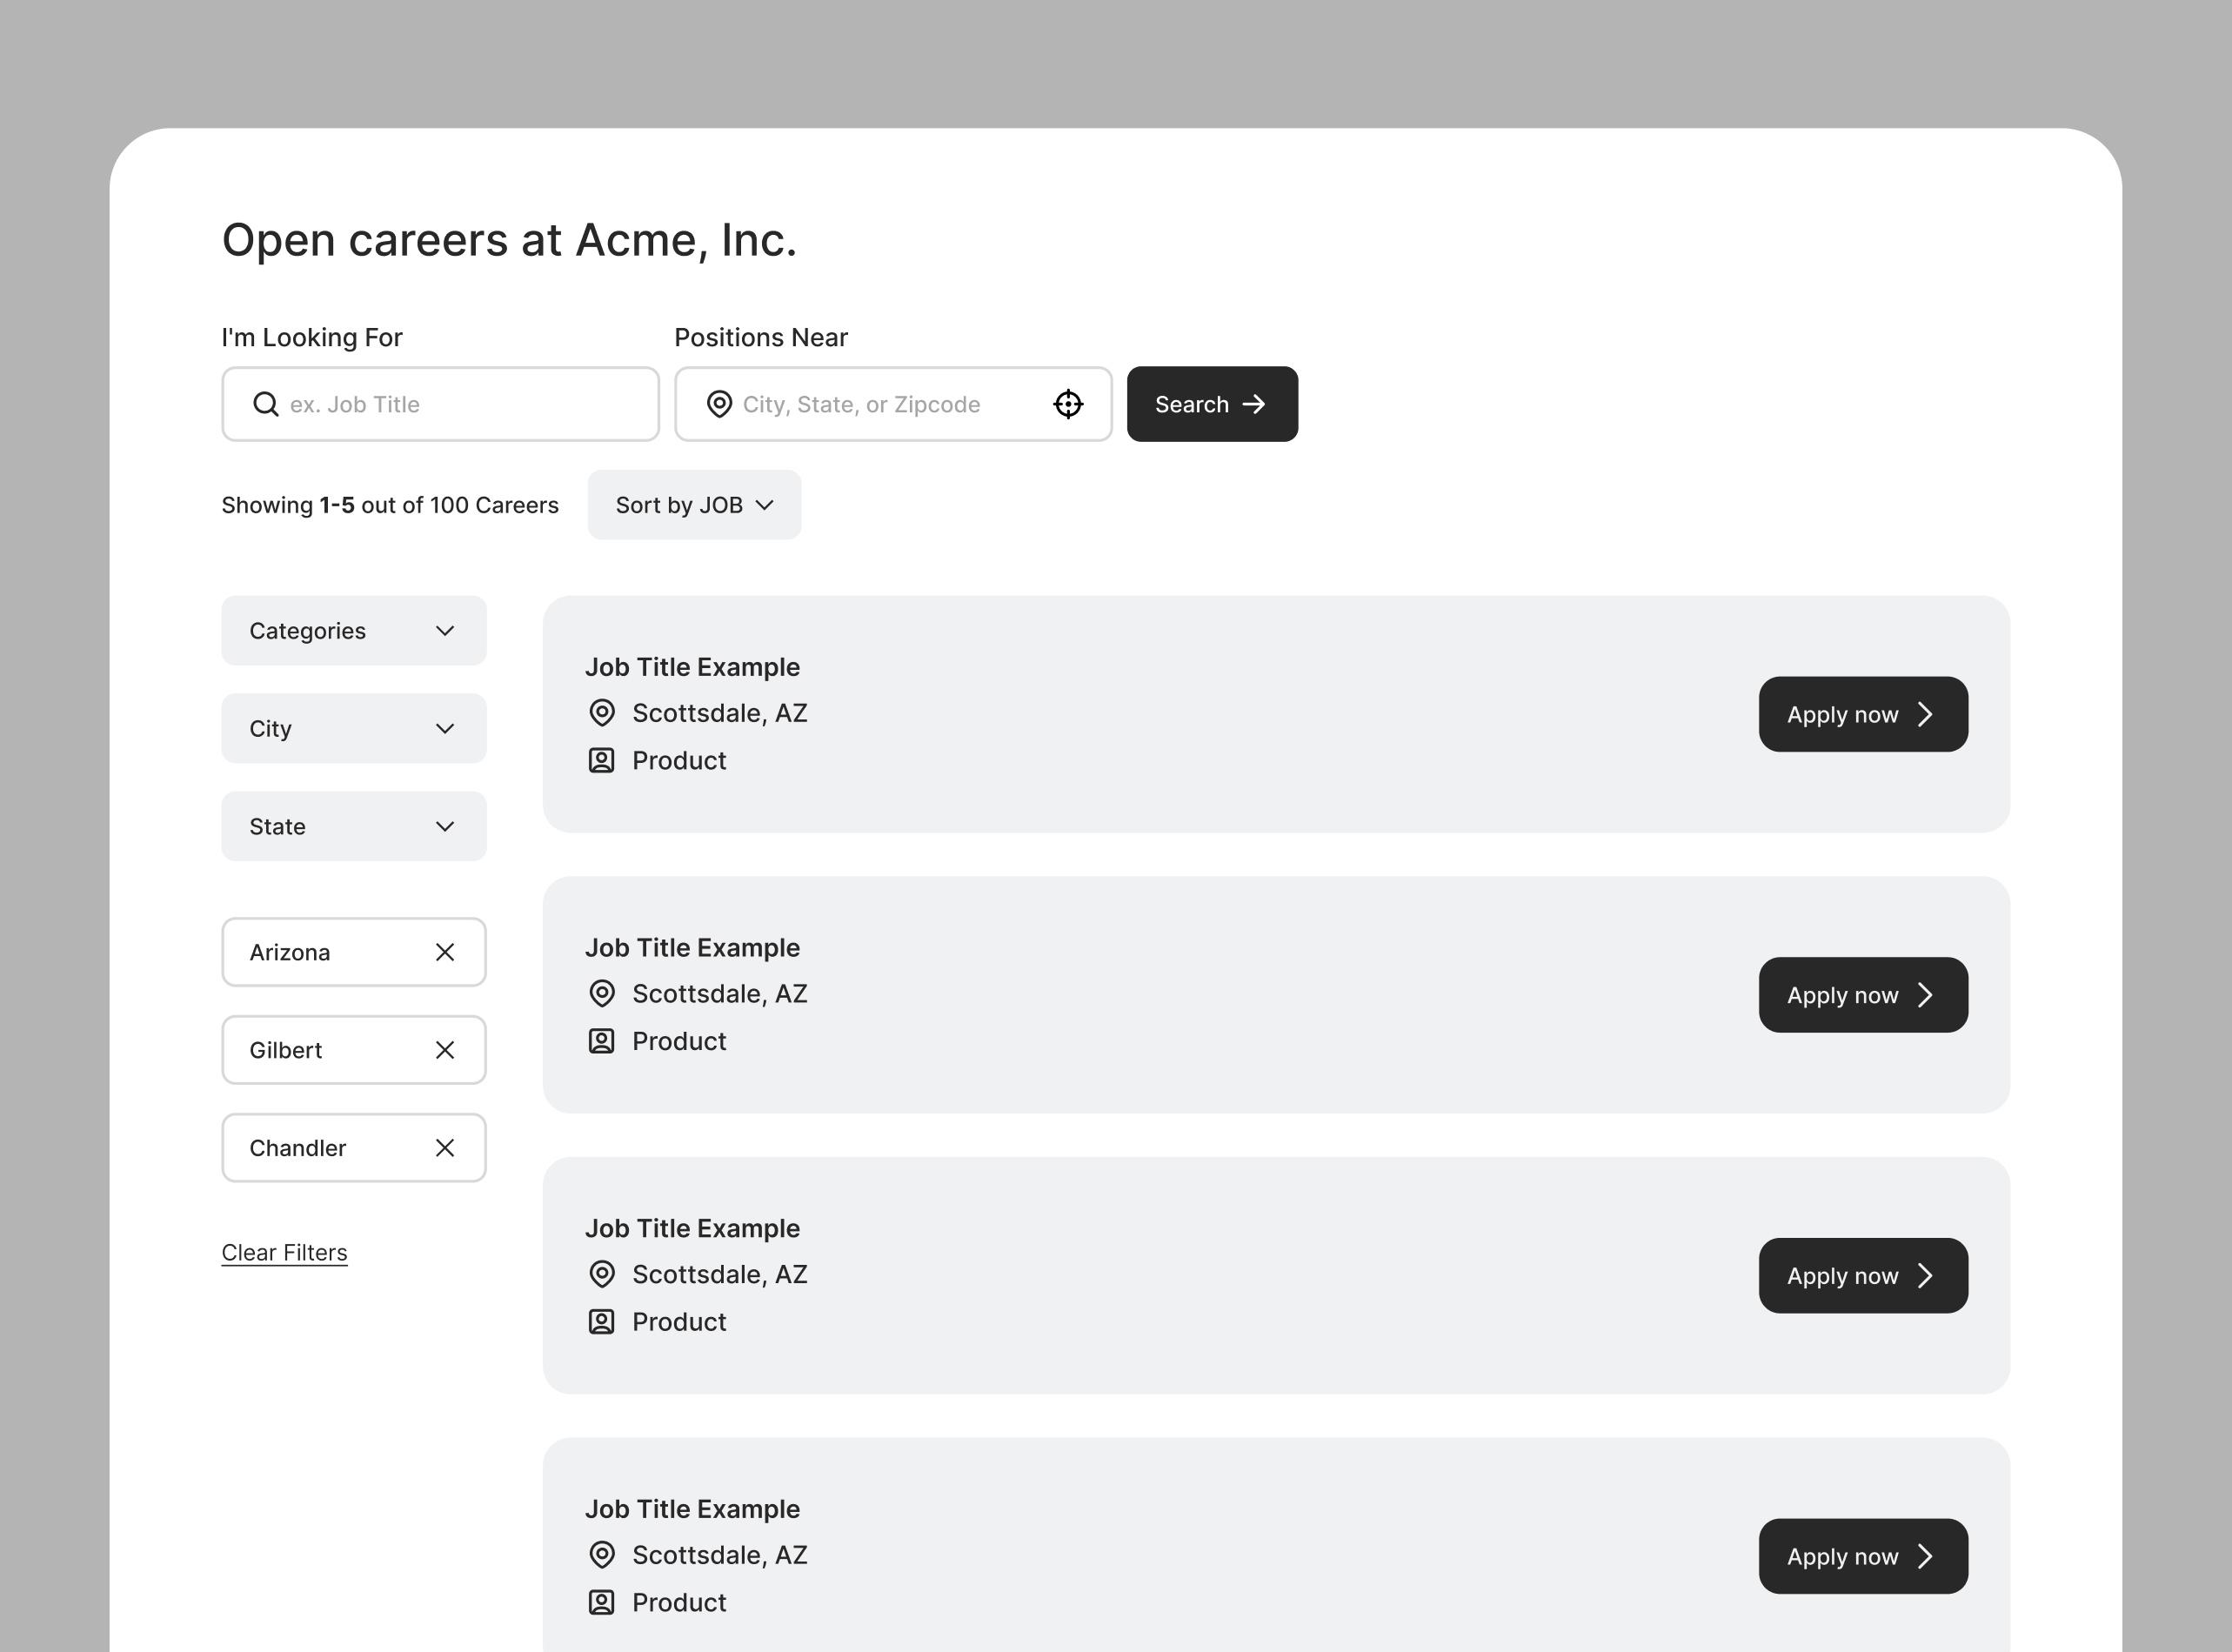 Open careers at Acme, Inc.
I'm Looking For
Positions Near
ex. Job Title
City, State, or Zipcode
Search
Showing 1-5 out of 100 Careers
Sort by JOB
Categories
City
State
Arizona
Gilbert
Chandler
Clear Filters
Job Title Example
Scottsdale, AZ
Product
Apply now
Job Title Example
Scottsdale, AZ
Product
Apply now
Job Title Example
Scottsdale, AZ
Product
Apply now
Job Title Example
Scottsdale, AZ
Product
Apply now